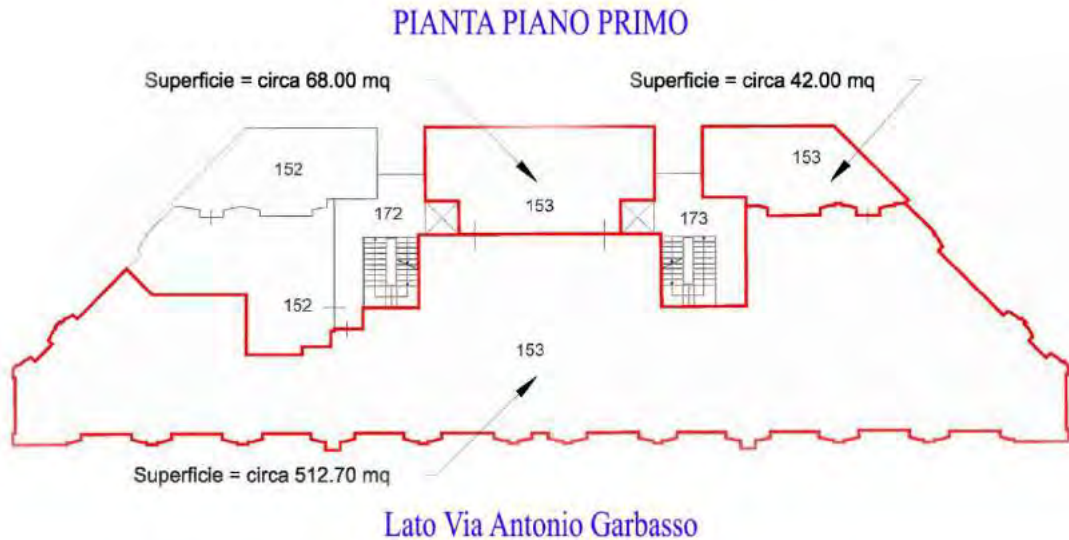 PIANTA PIANO PRIMO
Superficie = circa 68.00 mq
Superficie = circa 42.00 mq
152
153
172
153
173
152
153
Superficie = circa 512.70 mq
Lato Via Antonio Garbasso